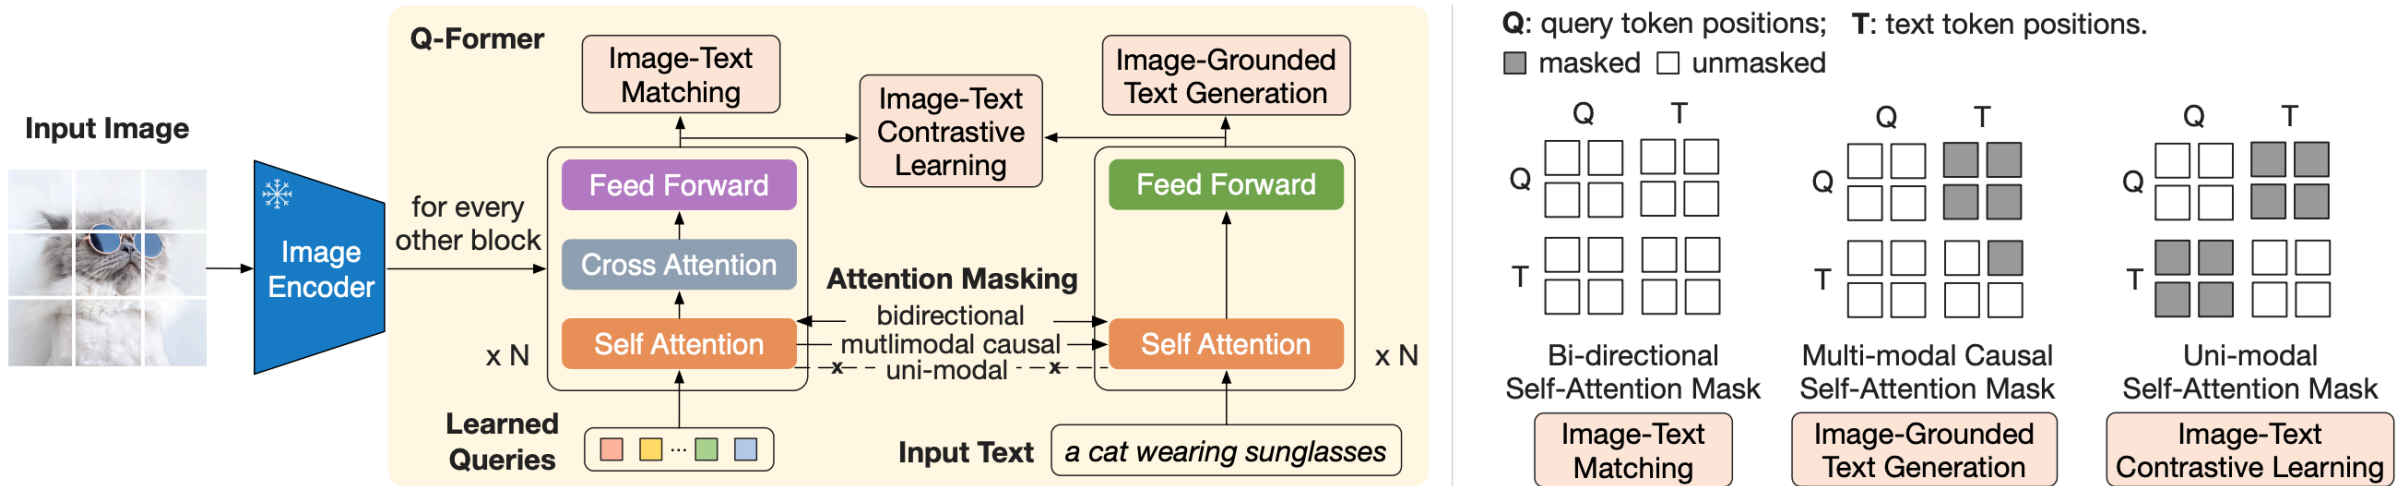 Input Image
Image
Encoder
for every
other block
Q-Former
Image-Text
Matching
Image-Text
Contrastive
Learning
Image-Grounded
Text Generation
Feed Forward
Cross Attention
Self Attention
x N
Attention Masking
bidirectional
mutlimodal causal
uni-modal
x
x
Feed Forward
Self Attention
x N
Learned
Queries
...
Input Text
a cat wearing sunglasses
Q: query token positions; T: text token positions.
masked unmasked
Q T
Q
T
Bi-directional
Self-Attention Mask
Image-Text
Matching
Q T
Q
T
Multi-modal Causal
Self-Attention Mask
Image-Grounded
Text Generation
Q T
Q
T
Uni-modal
Self-Attention Mask
Image-Text
Contrastive Learning